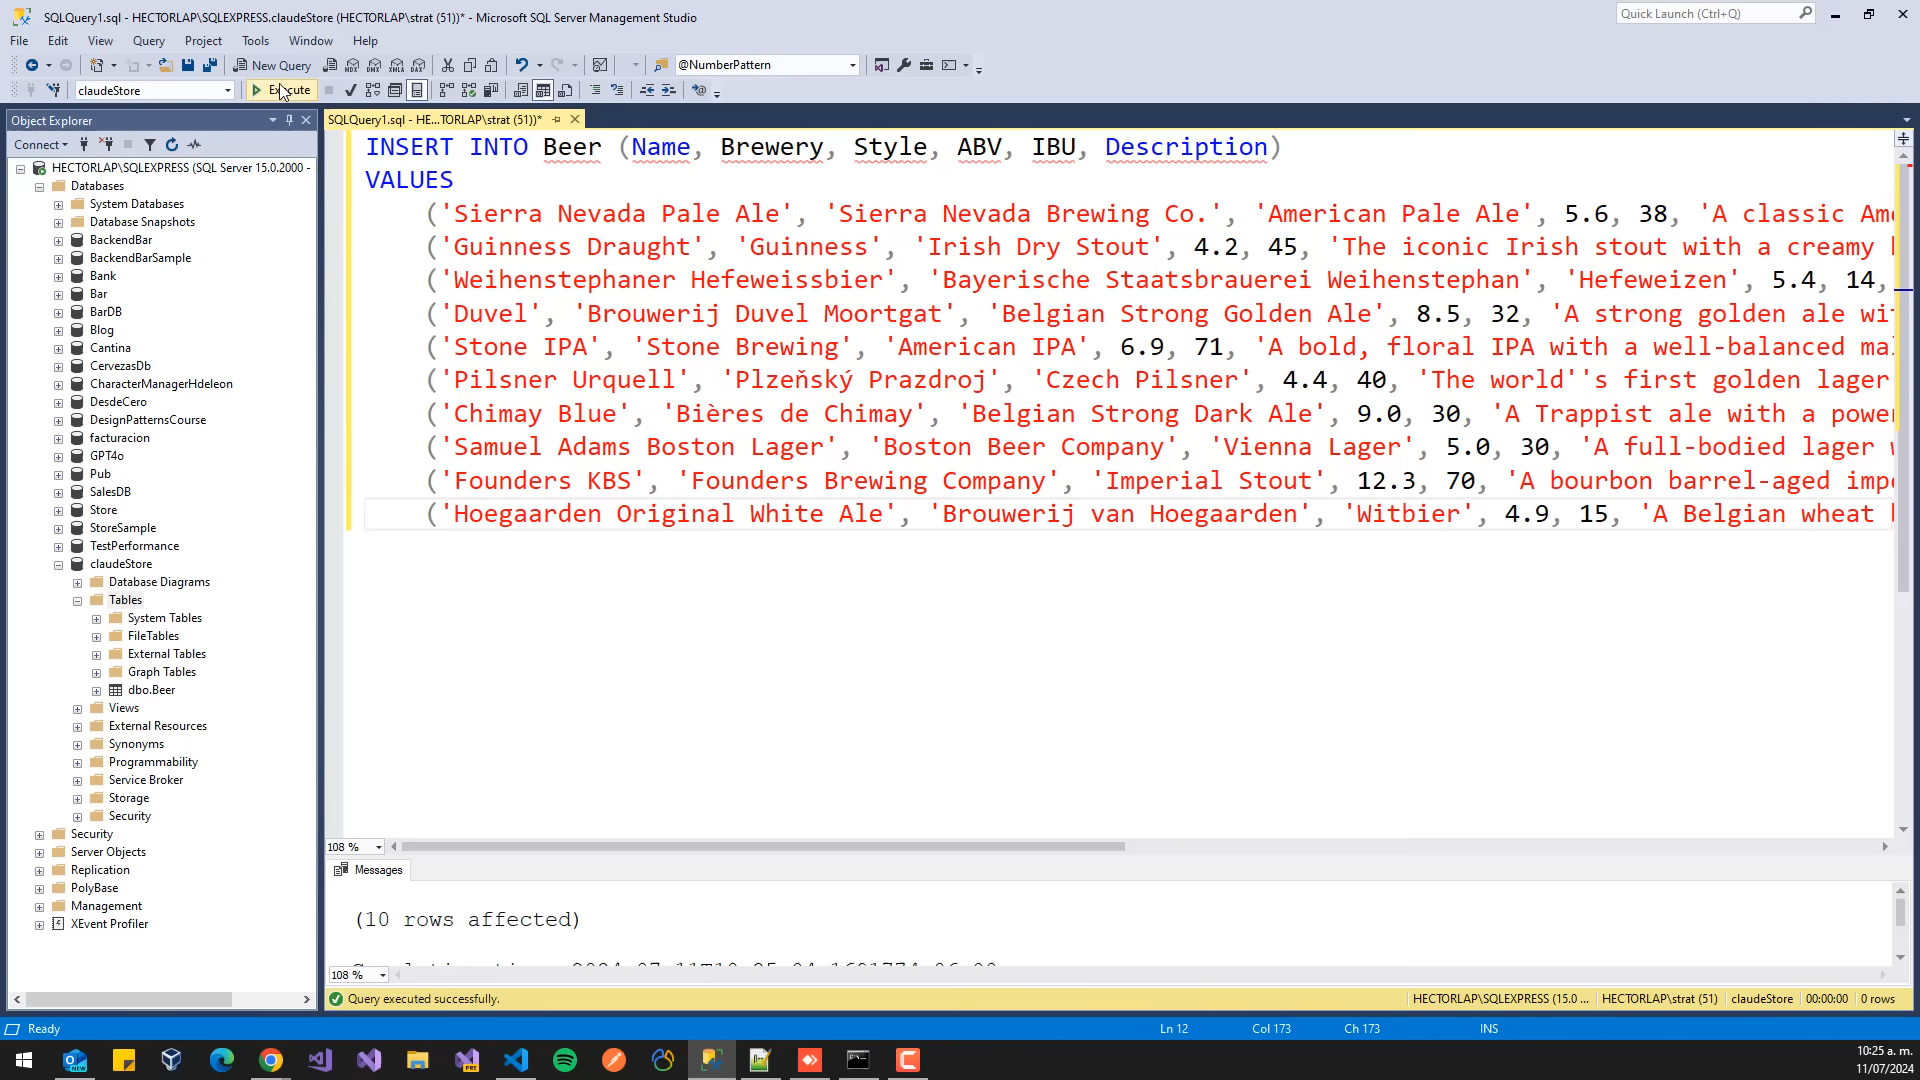 SQLQuery1.sql - HECTORLAP\SQLEXPRESS.claudeStore (HECTORLAP\strat (51))* - Microsoft SQL Server Management Studio
Quick Launch (Ctrl+Q)
File Edit View Query Project Tools Window Help
New Query
MDX DMX XMLA DAX
@NumberPattern
claudeStore
Execute
Object Explorer
SQLQuery1.sql - HE...TORLAP\strat (51))*
Connect
HECTORLAP\SQLEXPRESS (SQL Server 15.0.2000 -
Databases
System Databases
Database Snapshots
BackendBar
BackendBarSample
Bank
Bar
BarDB
Blog
Cantina
CervezasDb
CharacterManagerHdeleon
DesdeCero
DesignPatternsCourse
facturacion
GPT4o
Pub
SalesDB
Store
StoreSample
TestPerformance
claudeStore
Database Diagrams
Tables
System Tables
FileTables
External Tables
Graph Tables
dbo.Beer
Views
External Resources
Synonyms
Programmability
Service Broker
Storage
Security
Security
Server Objects
Replication
PolyBase
Management
XEvent Profiler
INSERT INTO Beer (Name, Brewery, Style, ABV, IBU, Description)
VALUES
('Sierra Nevada Pale Ale', 'Sierra Nevada Brewing Co.', 'American Pale Ale', 5.6, 38, 'A classic Ame
('Guinness Draught', 'Guinness', 'Irish Dry Stout', 4.2, 45, 'The iconic Irish stout with a creamy
('Weihenstephaner Hefeweissbier', 'Bayerische Staatsbrauerei Weihenstephan', 'Hefeweizen', 5.4, 14,
('Duvel', 'Brouwerij Duvel Moortgat', 'Belgian Strong Golden Ale', 8.5, 32, 'A strong golden ale wit
('Stone IPA', 'Stone Brewing', 'American IPA', 6.9, 71, 'A bold, floral IPA with a well-balanced mal
('Pilsner Urquell', 'Plzeňský Prazdroj', 'Czech Pilsner', 4.4, 40, 'The world''s first golden lager
('Chimay Blue', 'Bières de Chimay', 'Belgian Strong Dark Ale', 9.0, 30, 'A Trappist ale with a power
('Samuel Adams Boston Lager', 'Boston Beer Company', 'Vienna Lager', 5.0, 30, 'A full-bodied lager w
('Founders KBS', 'Founders Brewing Company', 'Imperial Stout', 12.3, 70, 'A bourbon barrel-aged impe
('Hoegaarden Original White Ale', 'Brouwerij van Hoegaarden', 'Witbier', 4.9, 15, 'A Belgian wheat
108 %
Messages
(10 rows affected)
108 %
Query executed successfully.
HECTORLAP\SQLEXPRESS (15.0 ... HECTORLAP\strat (51) claudeStore 00:00:00 0 rows
Ready
Ln 12 Col 173 Ch 173 INS
NEW
PRE
10:25 a. m.
11/07/2024